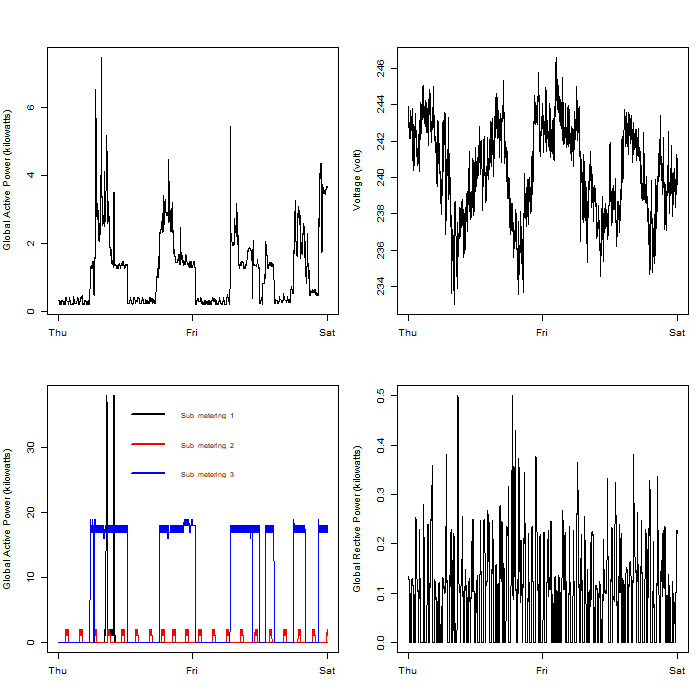 Global Active Power (kilowatts)
0
2
4
6
Thu
Fri
Sat
Voltage (volt)
234
236
238
240
242
244
246
Thu
Fri
Sat
Global Active Power (kilowatts)
0
10
20
30
Sub metering 1
Sub metering 2
Sub metering 3
Thu
Fri
Sat
Global Rective Power (kilowatts)
0.0
0.1
0.2
0.3
0.4
0.5
Thu
Fri
Sat